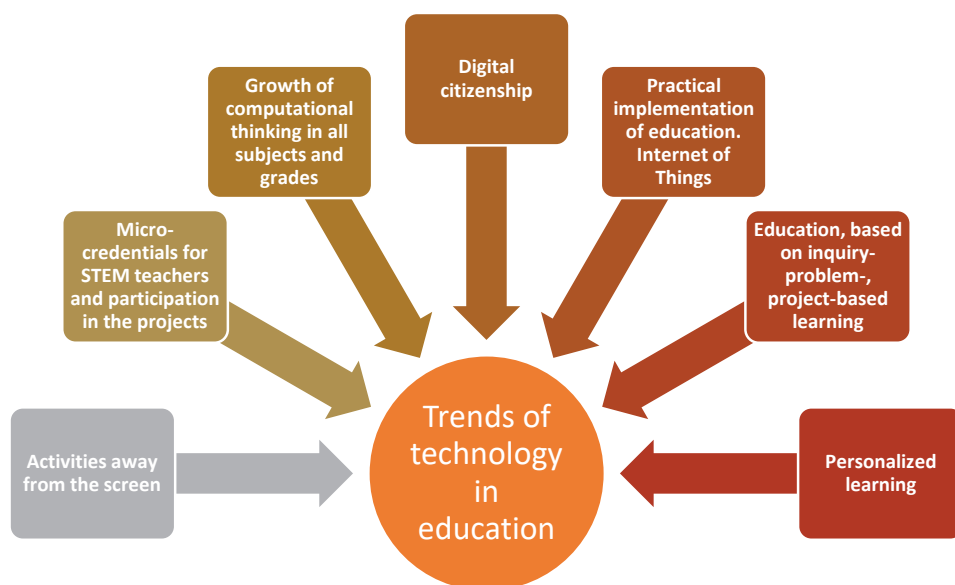 Digital
citizenship
Growth of
computational
thinking in all
subjects and
grades
Practical
implementation
of education.
Internet of
Things
Micro-
credentials for
STEM teachers
and participation
in the projects
Education, based
on inquiry-
problem-,
project-based
learning
Activities away
from the screen
Trends of
technology
in
education
Personalized
learning